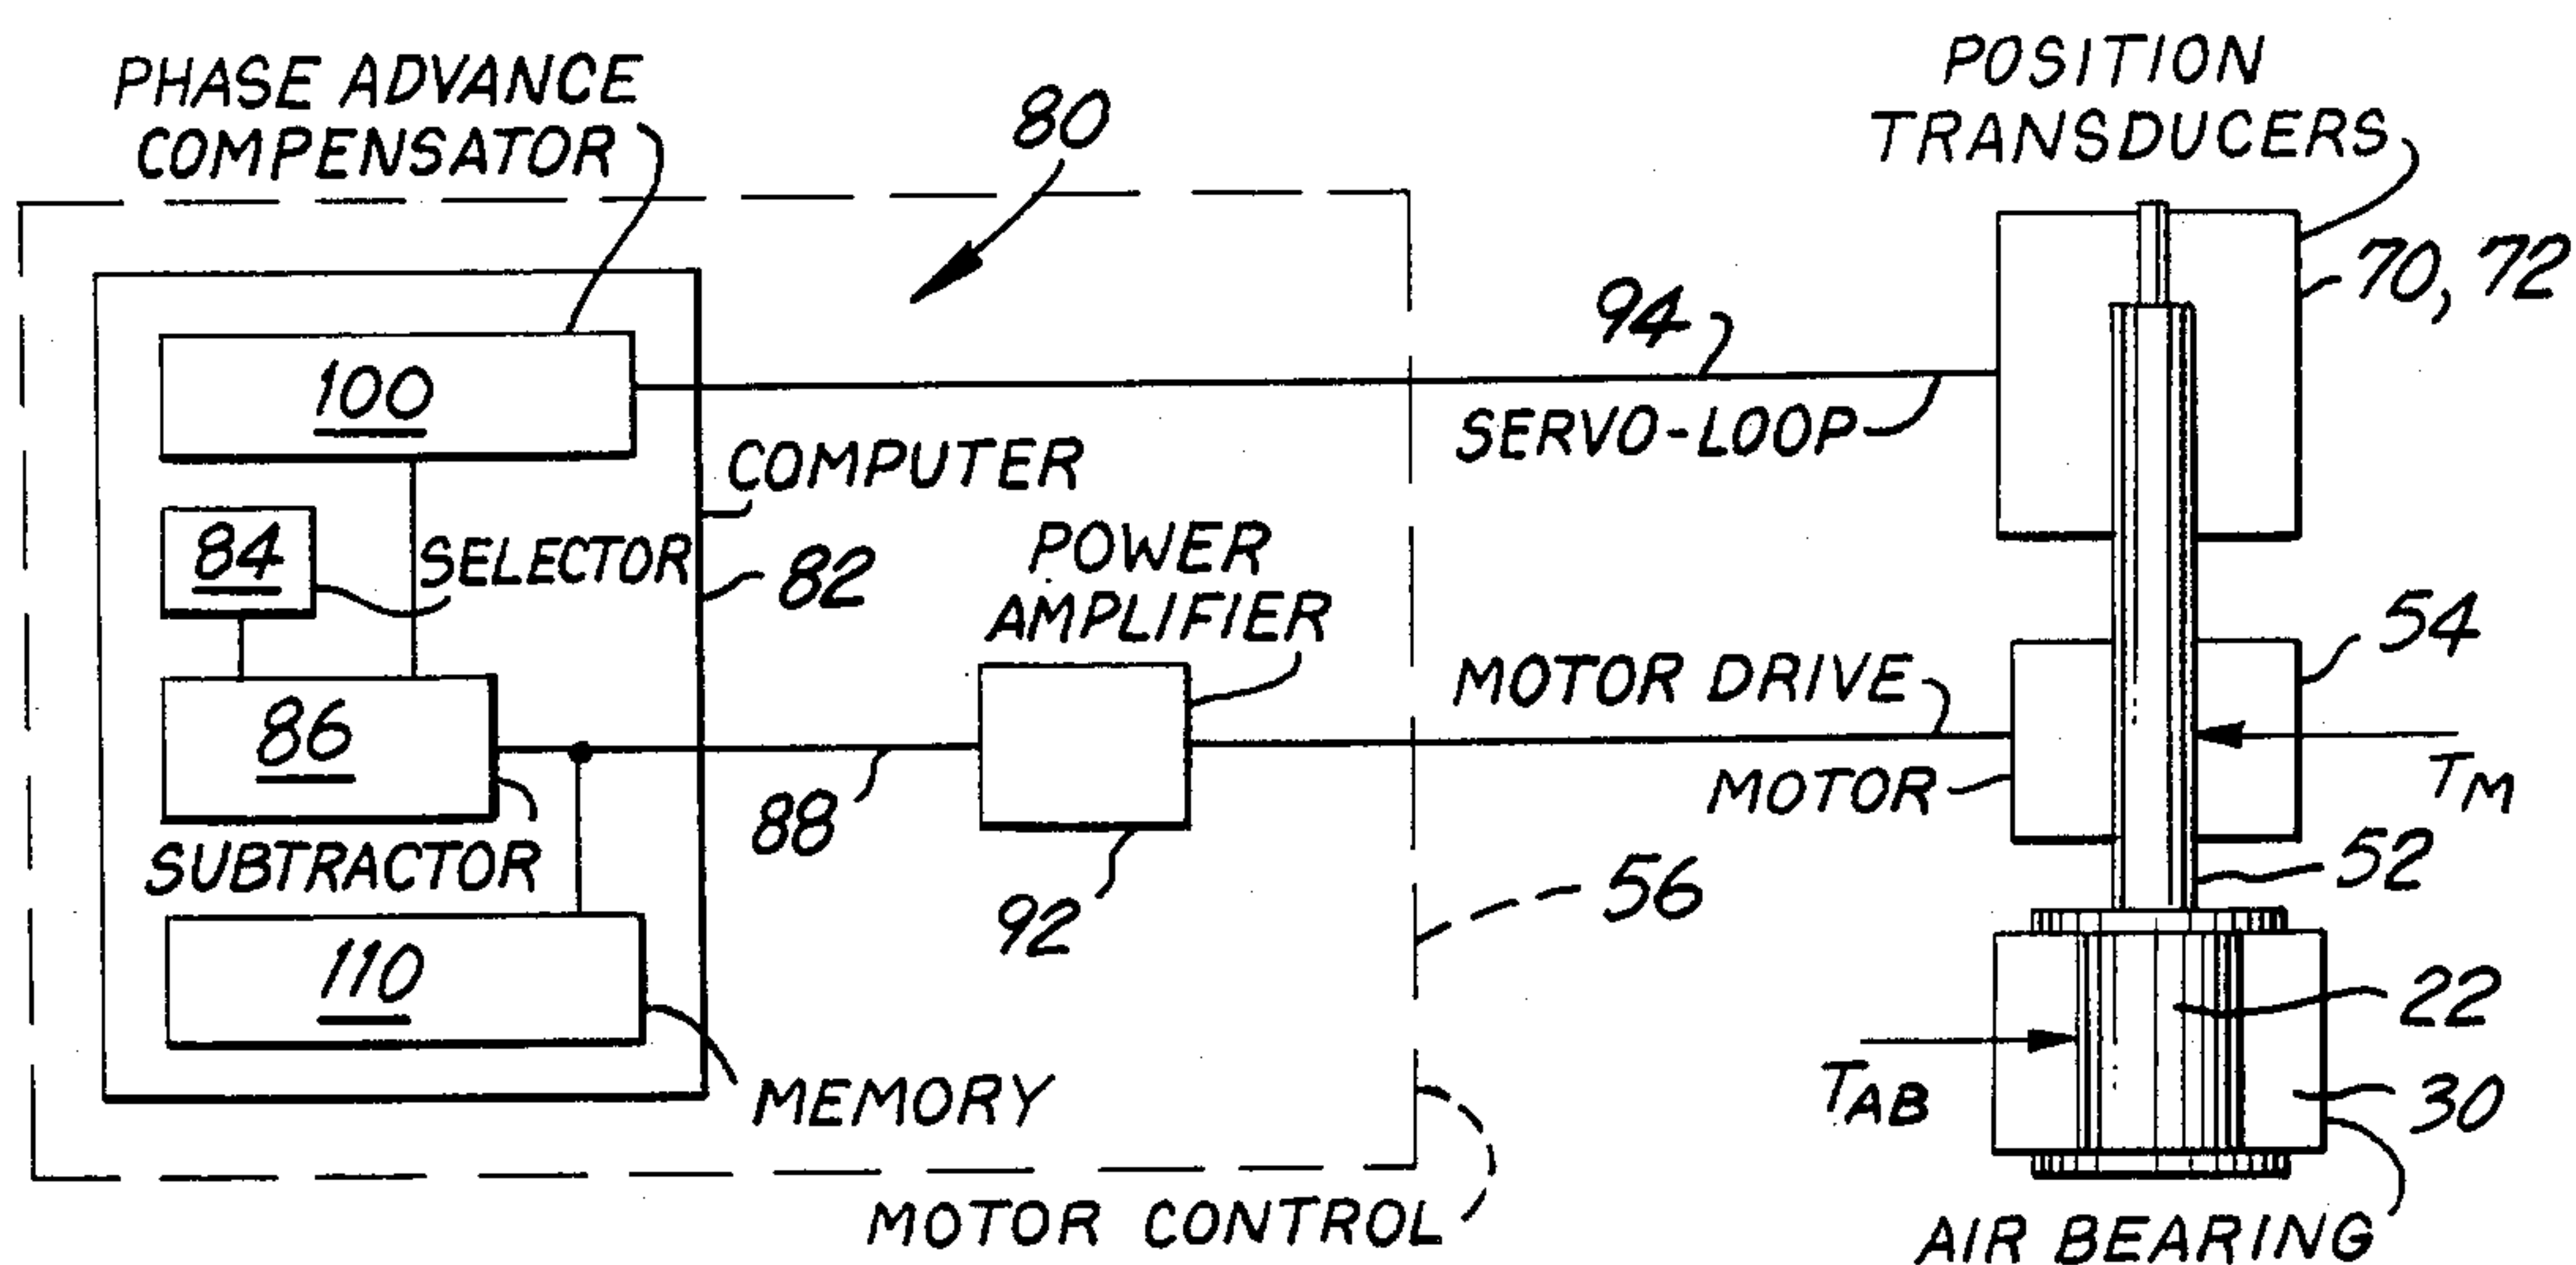 PHASE ADVANCE
COMPENSATOR
80
POSITION
TRANSDUCERS
70, 72
100
94
SERVO-LOOP
COMPUTER
84
SELECTOR
82
POWER
AMPLIFIER
54
MOTOR DRIVE
86
88
MOTOR
TM
SUBTRACTOR
92
56
52
110
22
MEMORY
TAB
30
MOTOR CONTROL
AIR BEARING